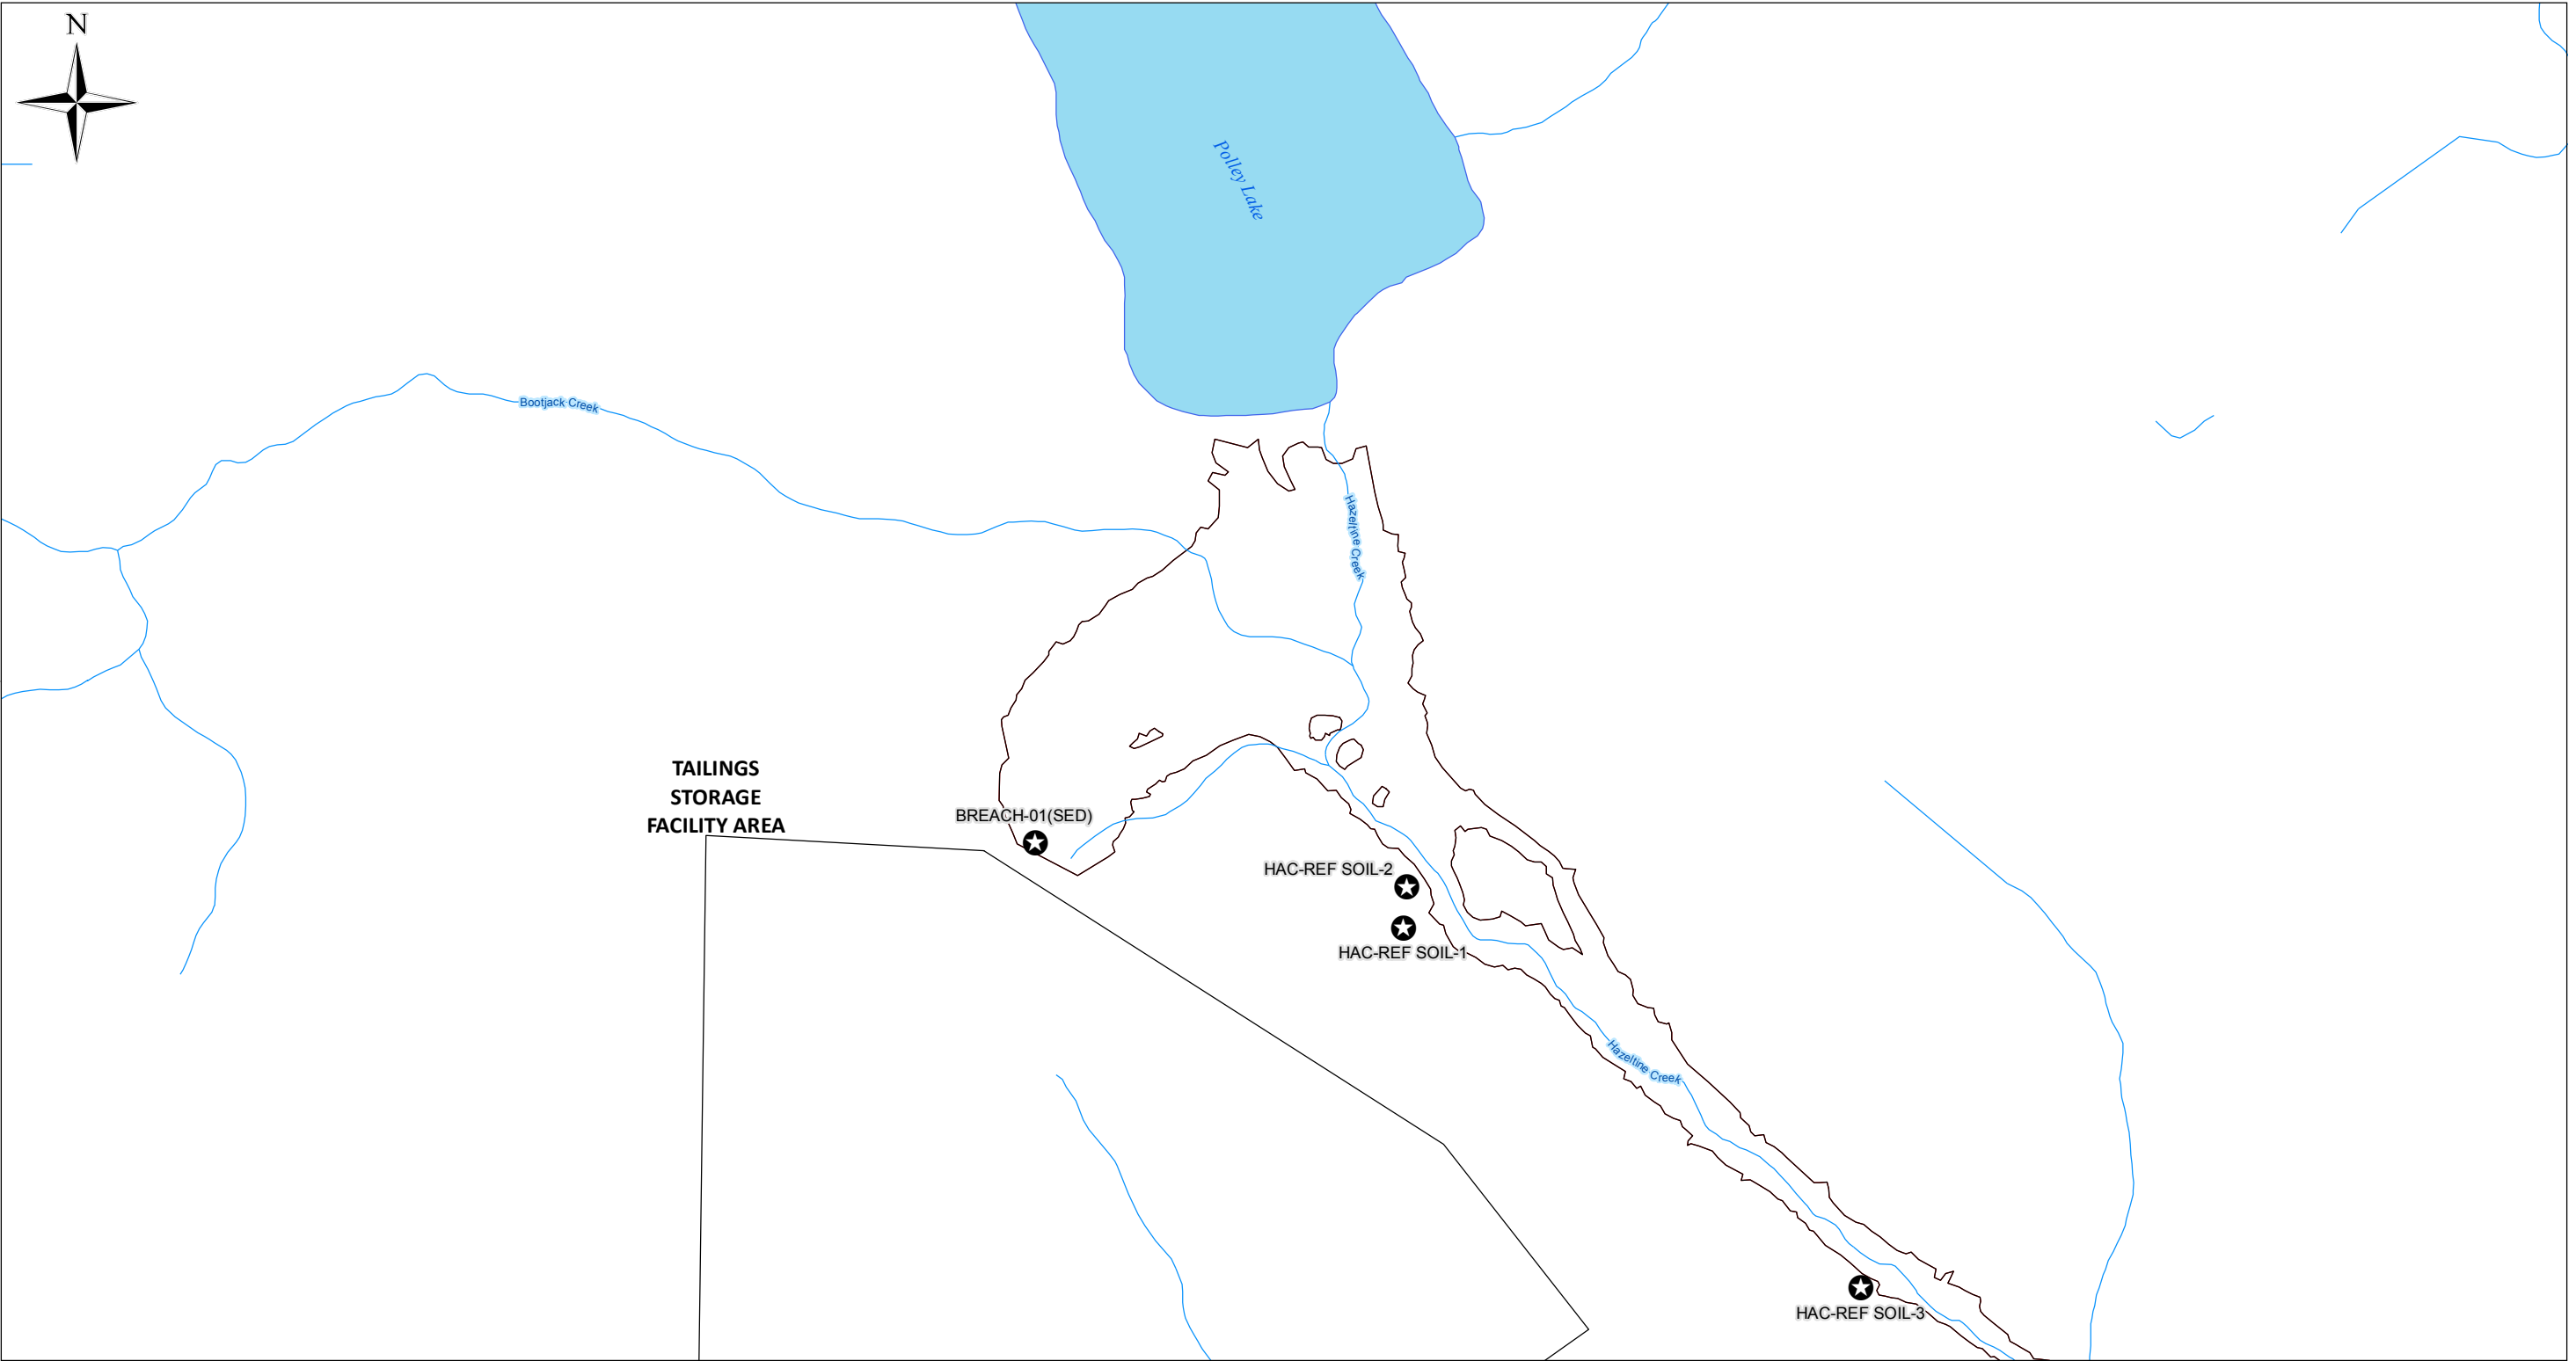 N
Polley Lake
Bootjack Creek
Hazeltine Creek
TAILINGS
STORAGE
FACILITY AREA
BREACH-01(SED)
HAC-REF SOIL-2
HAC-REF SOIL-1
Hazeltine Creek
HAC-REF SOIL-3